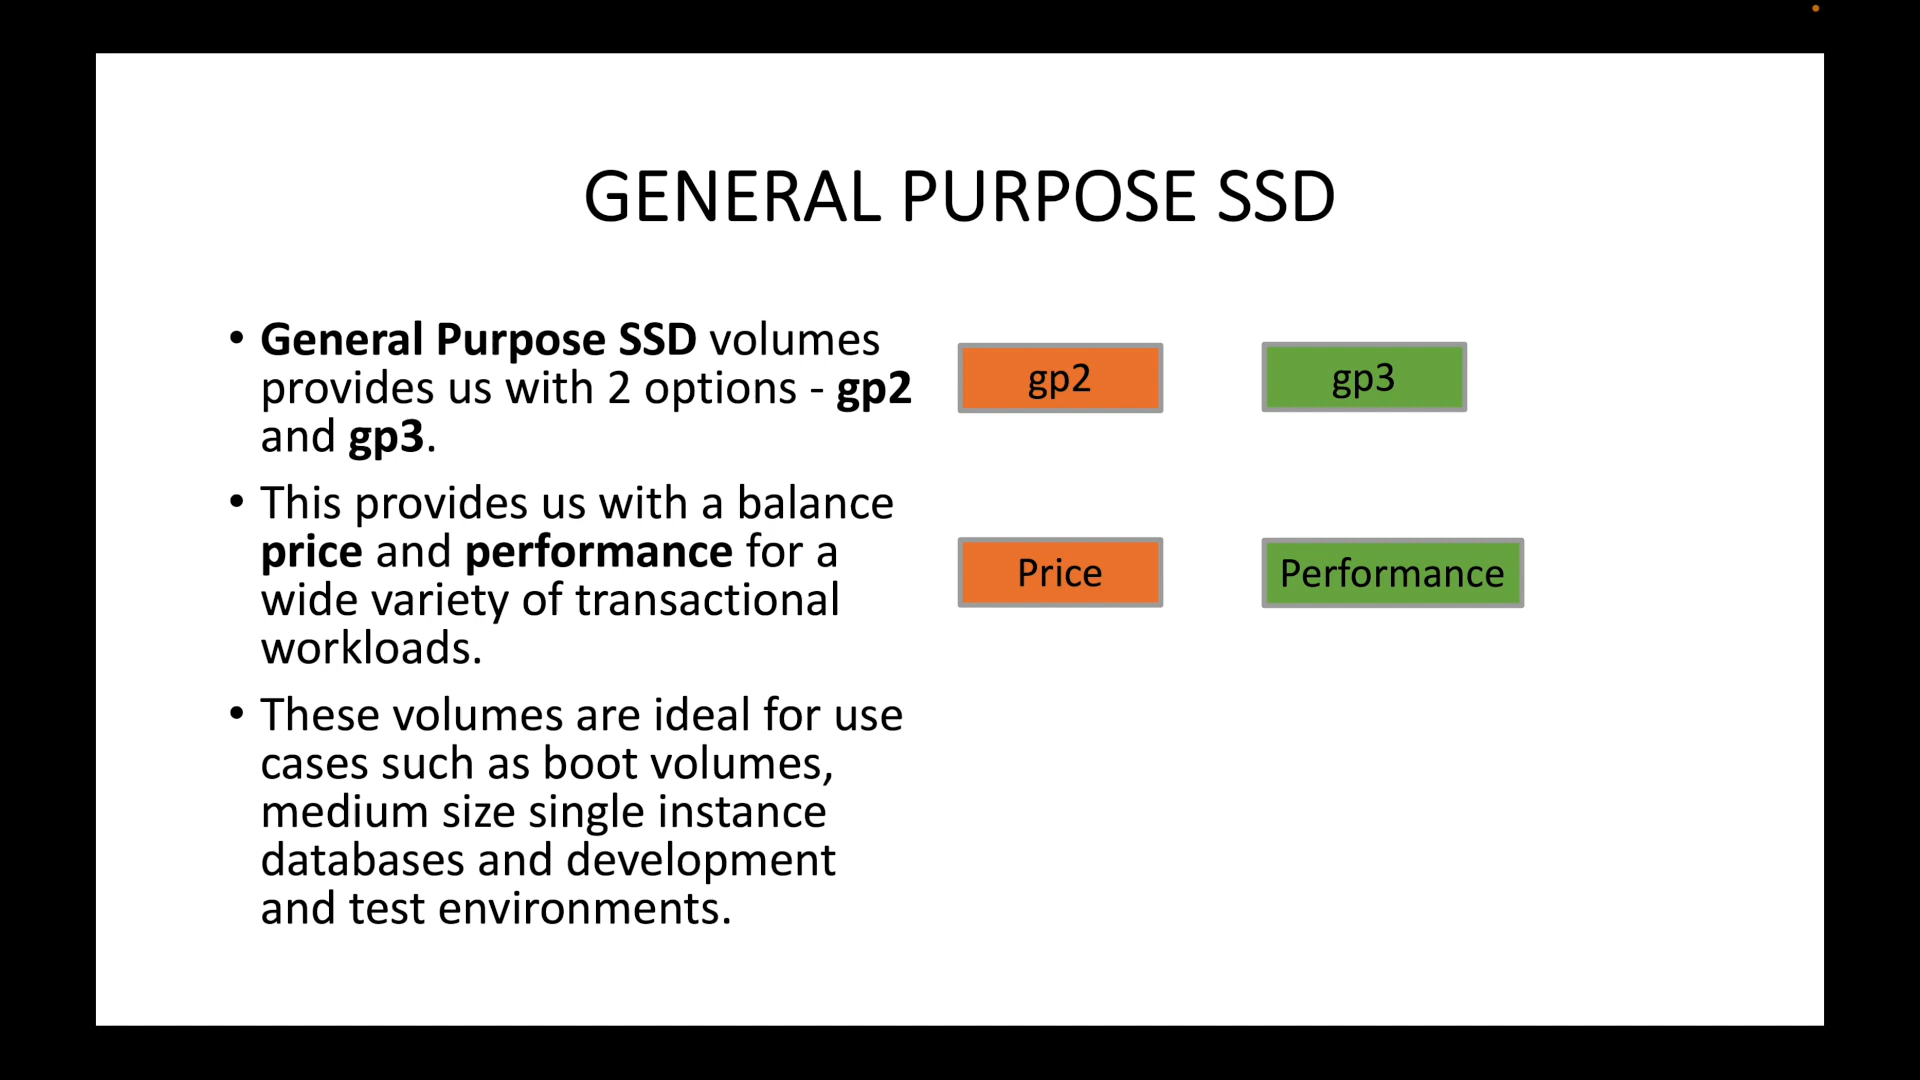 GENERAL PURPOSE SSD
• General Purpose SSD volumes
provides us with 2 options - gp2
and gp3.
• This provides us with a balance
price and performance for a
wide variety of transactional
workloads.
• These volumes are ideal for use
cases such as boot volumes,
medium size single instance
databases and development
and test environments.
gp2 gp3
Price Performance